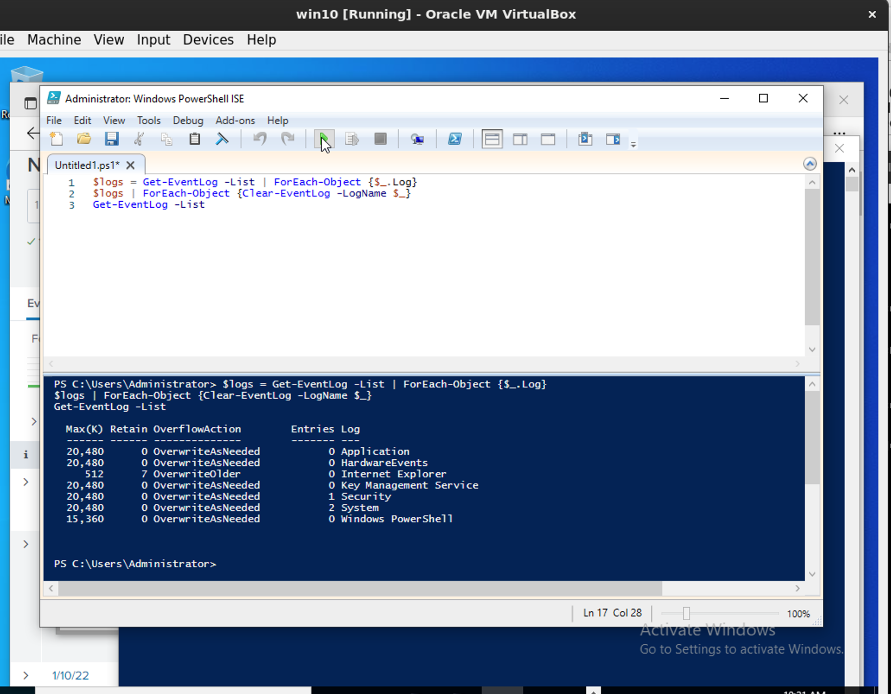 win10 [Running] - Oracle VM VirtualBox
Machine View Input Devices Help
Administrator: Windows PowerShell ISE
File Edit View Tools Debug Add-ons Help
Untitled1.ps1*
1 $logs = Get-EventLog -List | ForEach-Object {$_.Log}
2 $logs | ForEach-Object {Clear-EventLog -LogName $_}
3 Get-EventLog -List
PS C:\Users\Administrator> $logs = Get-EventLog -List | ForEach-Object {$_.Log}
$logs | ForEach-Object {Clear-EventLog -LogName $_}
Get-EventLog -List
Max(K) Retain OverflowAction Entries Log
------ ------ -------------- ------- ---
20,480 0 OverwriteAsNeeded 0 Application
20,480 0 OverwriteAsNeeded 0 HardwareEvents
512 7 OverwriteOlder 0 Internet Explorer
20,480 0 OverwriteAsNeeded 0 Key Management Service
20,480 0 OverwriteAsNeeded 1 Security
20,480 0 OverwriteAsNeeded 2 System
15,360 0 OverwriteAsNeeded 0 Windows PowerShell
PS C:\Users\Administrator>
Ln 17 Col 28 100%
Activate Windows
Go to Settings to activate Windows.
1/10/22